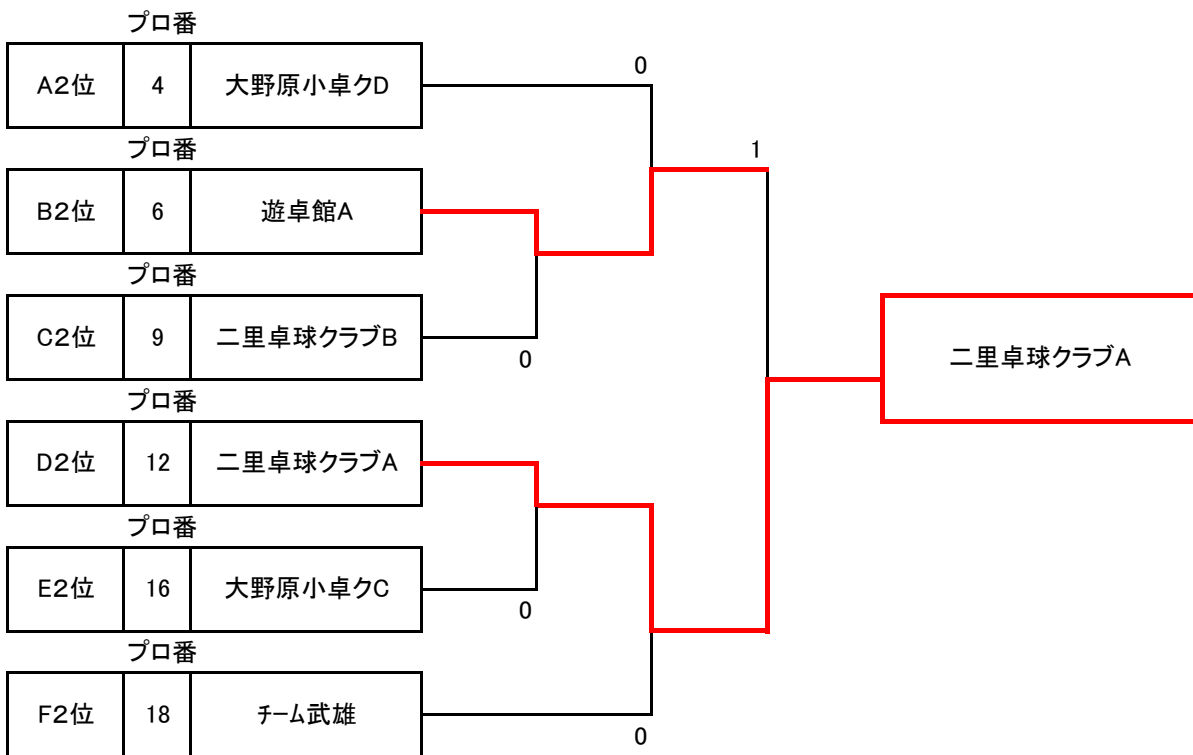 プロ番
A2位 4 大野原小卓クD
0
プロ番
1
B2位 6 遊卓館A
プロ番
C2位 9 二里卓球クラブB
0
二里卓球クラブA
プロ番
D2位 12 二里卓球クラブA
プロ番
E2位 16 大野原小卓クC
0
プロ番
F2位 18 ﾁｰﾑ武雄
0